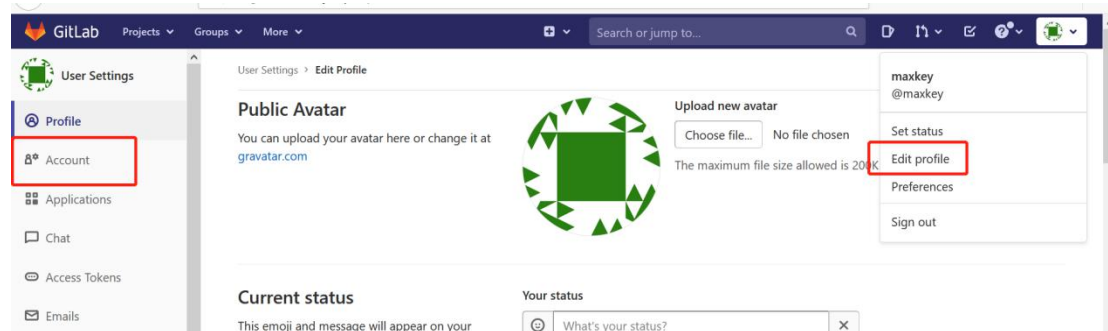 GitLab Projects Groups More Search or jump to...
User Settings
Profile
Account
Applications
Chat
Access Tokens
Emails
User Settings > Edit Profile
Public Avatar
You can upload your avatar here or change it at
gravatar.com
Upload new avatar
Choose file... No file chosen
The maximum file size allowed is 200K
Current status
This emoji and message will appear on your
Your status
What's your status?
maxkey
@maxkey
Set status
Edit profile
Preferences
Sign out